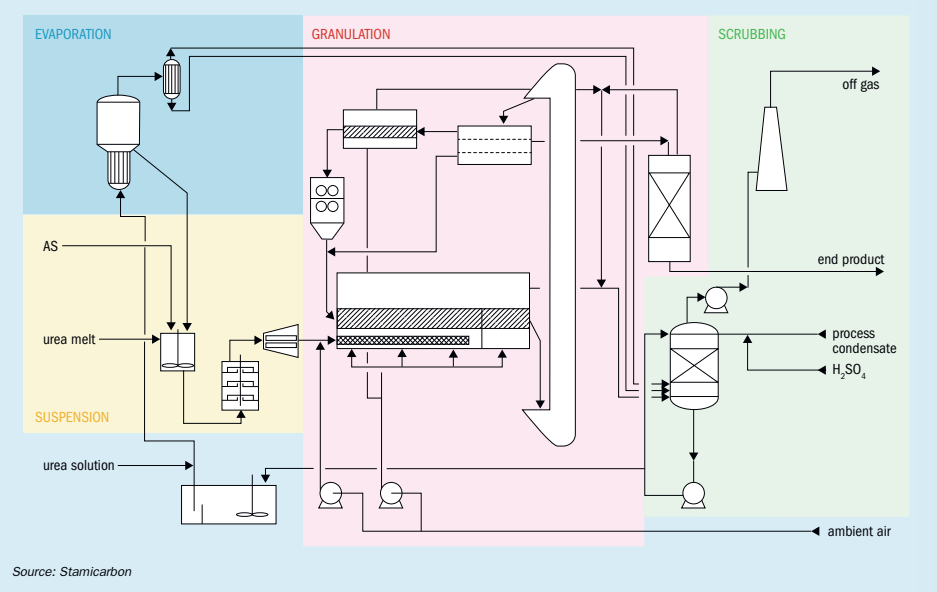 EVAPORATION
GRANULATION
SCRUBBING
off gas
AS
end product
urea melt
process
condensate
H2SO4
SUSPENSION
urea solution
ambient air
Source: Stamicarbon